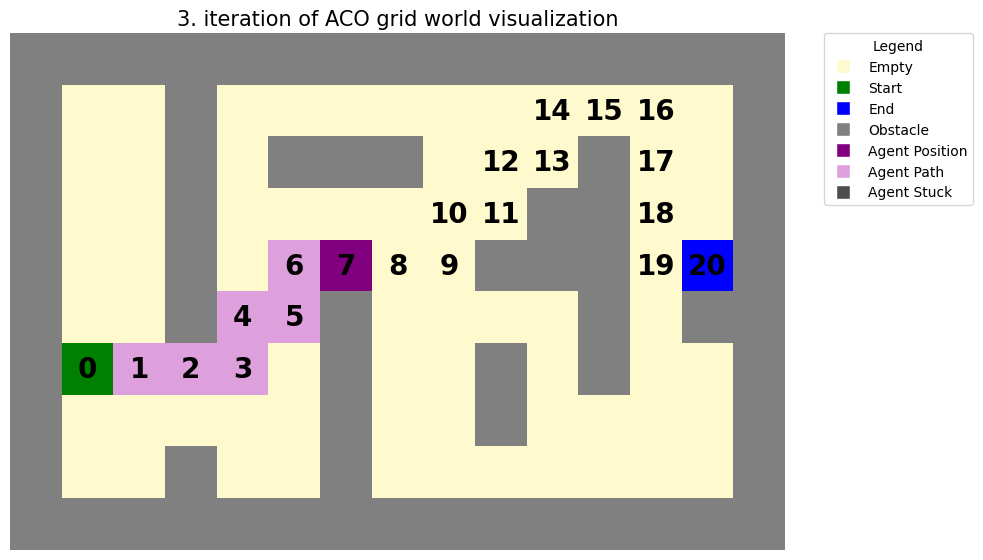 3. iteration of ACO grid world visualization
14 15 16
12 13 17
10 11 18
6 7 8 9 19 20
4 5
0 1 2 3
Legend
Empty
Start
End
Obstacle
Agent Position
Agent Path
Agent Stuck